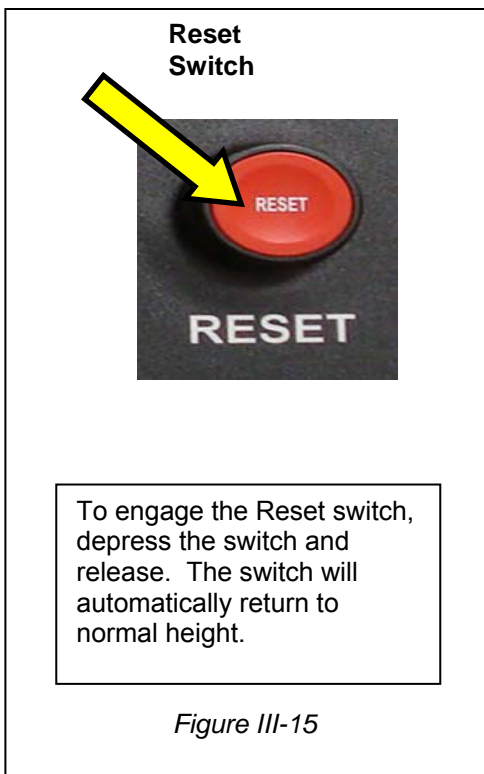 Reset
Switch
RESET
RESET
To engage the Reset switch,
depress the switch and
release.  The switch will
automatically return to
normal height.
Figure III-15